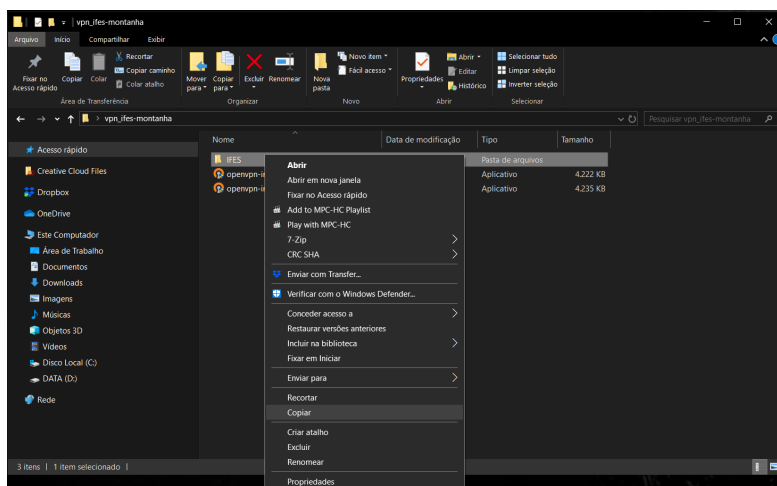 vpn_ifes-montanha
Arquivo Início Compartilhar Exibir
Fixar no Acesso rápido
Copiar
Colar
Recortar
Copiar caminho
Colar atalho
Mover para
Copiar para
Excluir
Renomear
Nova pasta
Novo item
Fácil acesso
Propriedades
Abrir
Editar
Histórico
Selecionar tudo
Limpar seleção
Inverter seleção
Área de Transferência Organizar Novo Abrir Selecionar
vpn_ifes-montanha Pesquisar vpn_ifes-montanha
Nome Data de modificação Tipo Tamanho
Acesso rápido
Creative Cloud Files
Dropbox
OneDrive
Este Computador
Área de Trabalho
Documentos
Downloads
Imagens
Músicas
Objetos 3D
Vídeos
Disco Local (C:)
DATA (D:)
Rede
IFES Pasta de arquivos
openvpn-i Aplicativo 4.222 KB
openvpn-i Aplicativo 4.235 KB
Abrir
Abrir em nova janela
Fixar no Acesso rápido
Add to MPC-HC Playlist
Play with MPC-HC
7-Zip
CRC SHA
Enviar com Transfer...
Verificar com o Windows Defender...
Conceder acesso a
Restaurar versões anteriores
Incluir na biblioteca
Fixar em Iniciar
Enviar para
Recortar
Copiar
Criar atalho
Excluir
Renomear
Propriedades
3 itens 1 item selecionado